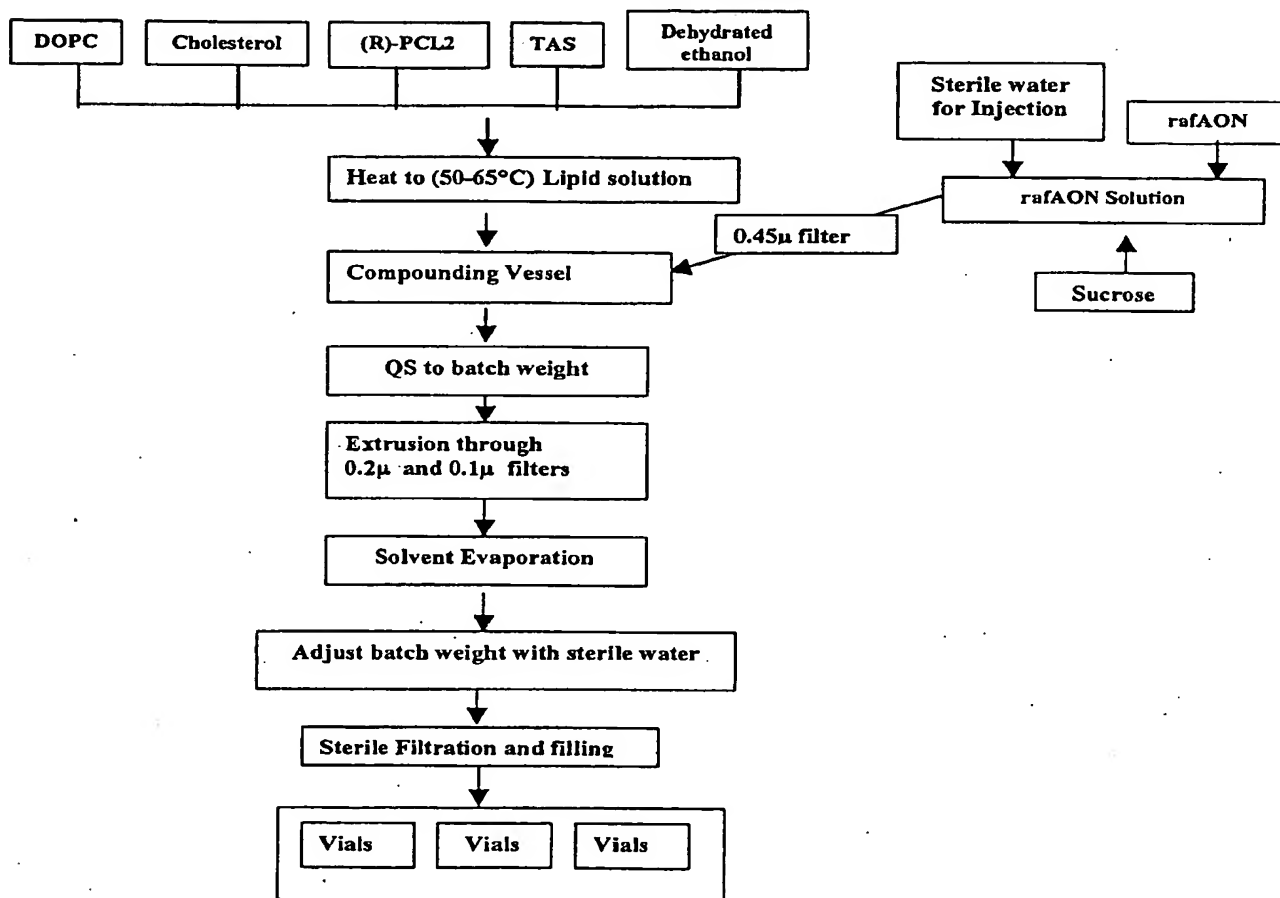 DOPC
Cholesterol
(R)-PCL2
TAS
Dehydrated
ethanol
Sterile water
for Injection
rafAON
Heat to (50-65°C) Lipid solution
rafAON Solution
0.45µ filter
Compounding Vessel
Sucrose
QS to batch weight
Extrusion through
0.2µ and 0.1µ filters
Solvent Evaporation
Adjust batch weight with sterile water
Sterile Filtration and filling
Vials
Vials
Vials